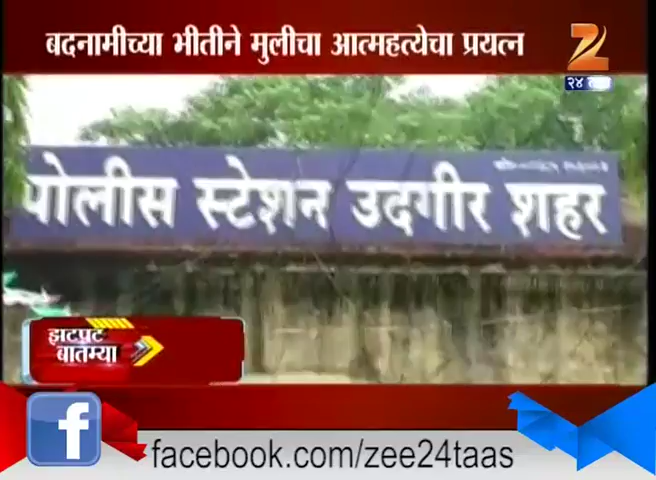 बदनामीच्या भीतीने मुलीचा आत्महत्येचा प्रयत्न
२४
पोलीस स्टेशन उदगीर शहर
झटपट
बातम्या
facebook.com/zee24taas